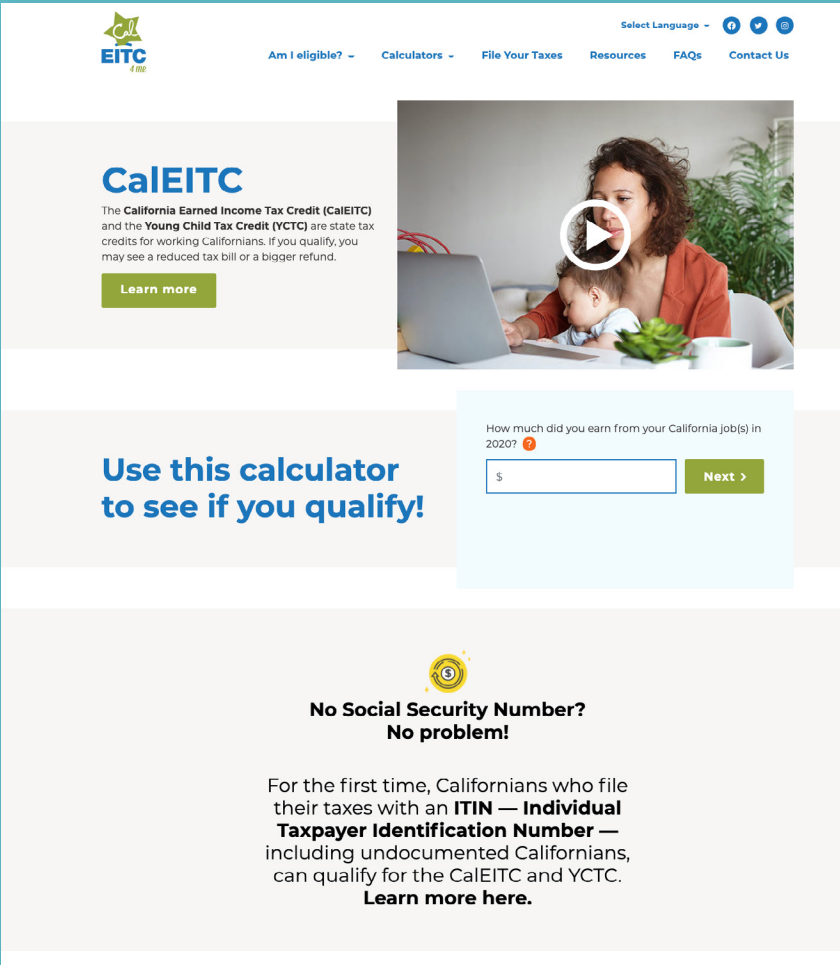 Cal
EITC
4 me
Select Language
Am I eligible?
Calculators
File Your Taxes
Resources
FAQs
Contact Us
CalEITC
The California Earned Income Tax Credit (CalEITC)
and the Young Child Tax Credit (YCTC) are state tax
credits for working Californians. If you qualify, you
may see a reduced tax bill or a bigger refund.
Learn more
Use this calculator
to see if you qualify!
How much did you earn from your California job(s) in
2020? ?
$
Next >
$
No Social Security Number?
No problem!
For the first time, Californians who file
their taxes with an ITIN — Individual
Taxpayer Identification Number —
including undocumented Californians,
can qualify for the CalEITC and YCTC.
Learn more here.